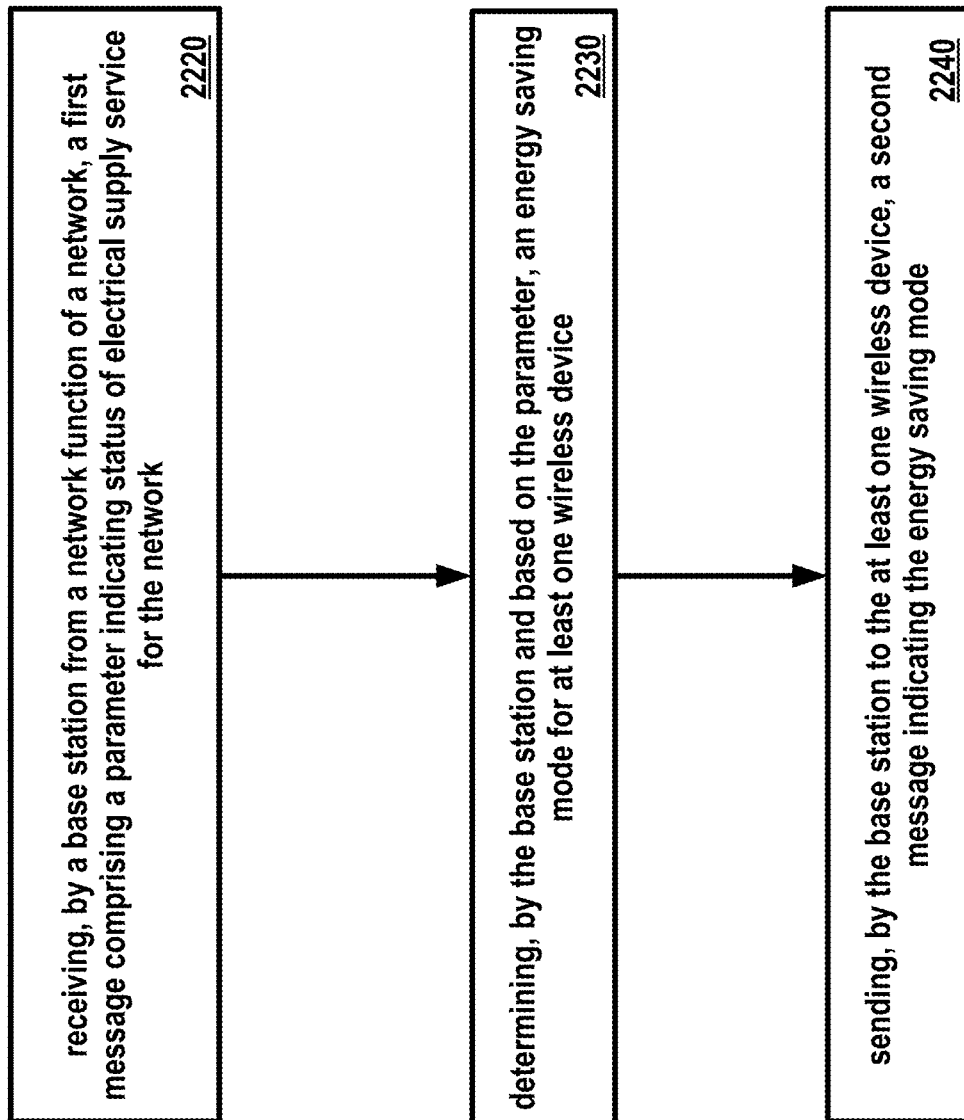 receiving, by a base station from a network function of a network, a first
message comprising a parameter indicating status of electrical supply service
for the network
2220
determining, by the base station and based on the parameter, an energy saving
mode for at least one wireless device
2230
sending, by the base station to the at least one wireless device, a second
message indicating the energy saving mode
2240